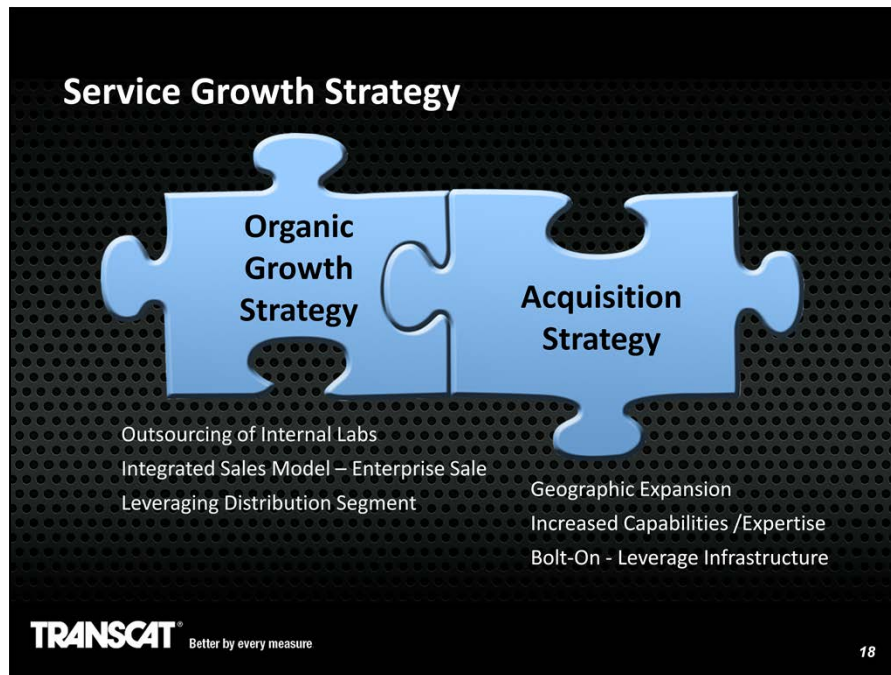 Service Growth Strategy
Organic
Growth
Strategy
Acquisition
Strategy
Outsourcing of Internal Labs
Integrated Sales Model – Enterprise Sale
Leveraging Distribution Segment
Geographic Expansion
Increased Capabilities /Expertise
Bolt-On - Leverage Infrastructure
TRANSCAT® Better by every measure
18